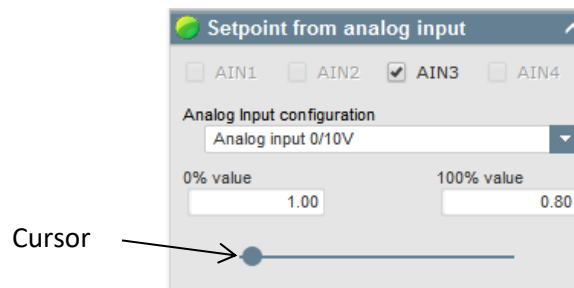 Setpoint from analog input
AIN1 AIN2 AIN3 AIN4
Analog Input configuration
Analog input 0/10V
0% value 100% value
1.00 0.80
Cursor